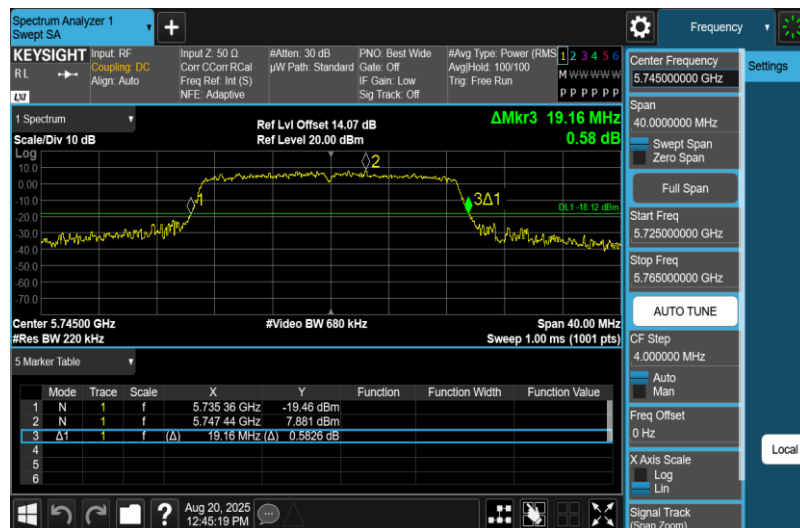 Spectrum Analyzer 1
Swept SA
Frequency
KEYSIGHT
RL
LXI
Input: RF
Coupling: DC
Align: Auto
Input Z: 50 Ω
Corr CCorr RCal
Freq Ref: Int (S)
NFE: Adaptive
#Atten: 30 dB
µW Path: Standard
PNO: Best Wide
Gate: Off
IF Gain: Low
Sig Track: Off
#Avg Type: Power (RMS
Avg|Hold: 100/100
Trig: Free Run
1 2 3 4 5 6
M W W W W W
P P P P P P
1 Spectrum
Scale/Div 10 dB
Ref Lvl Offset 14.07 dB
Ref Level 20.00 dBm
ΔMkr3 19.16 MHz
0.58 dB
Log
10.0
0.00
-10.0
-20.0
-30.0
-40.0
-50.0
-60.0
-70.0
1
2
3Δ1
DL1 -18.12 dBm
Center 5.74500 GHz
#Video BW 680 kHz
Span 40.00 MHz
#Res BW 220 kHz
Sweep 1.00 ms (1001 pts)
5 Marker Table
Mode Trace Scale X Y Function Function Width Function Value
1 N 1 f 5.735 36 GHz -19.46 dBm
2 N 1 f 5.747 44 GHz 7.881 dBm
3 Δ1 1 f (Δ) 19.16 MHz (Δ) 0.5826 dB
4
5
6
Aug 20, 2025
12:45:19 PM
?
Center Frequency
5.745000000 GHz
Span
40.0000000 MHz
Swept Span
Zero Span
Full Span
Start Freq
5.725000000 GHz
Stop Freq
5.765000000 GHz
AUTO TUNE
CF Step
4.000000 MHz
Auto
Man
Freq Offset
0 Hz
X Axis Scale
Log
Lin
Signal Track
(Span Zoom)
Settings
Local